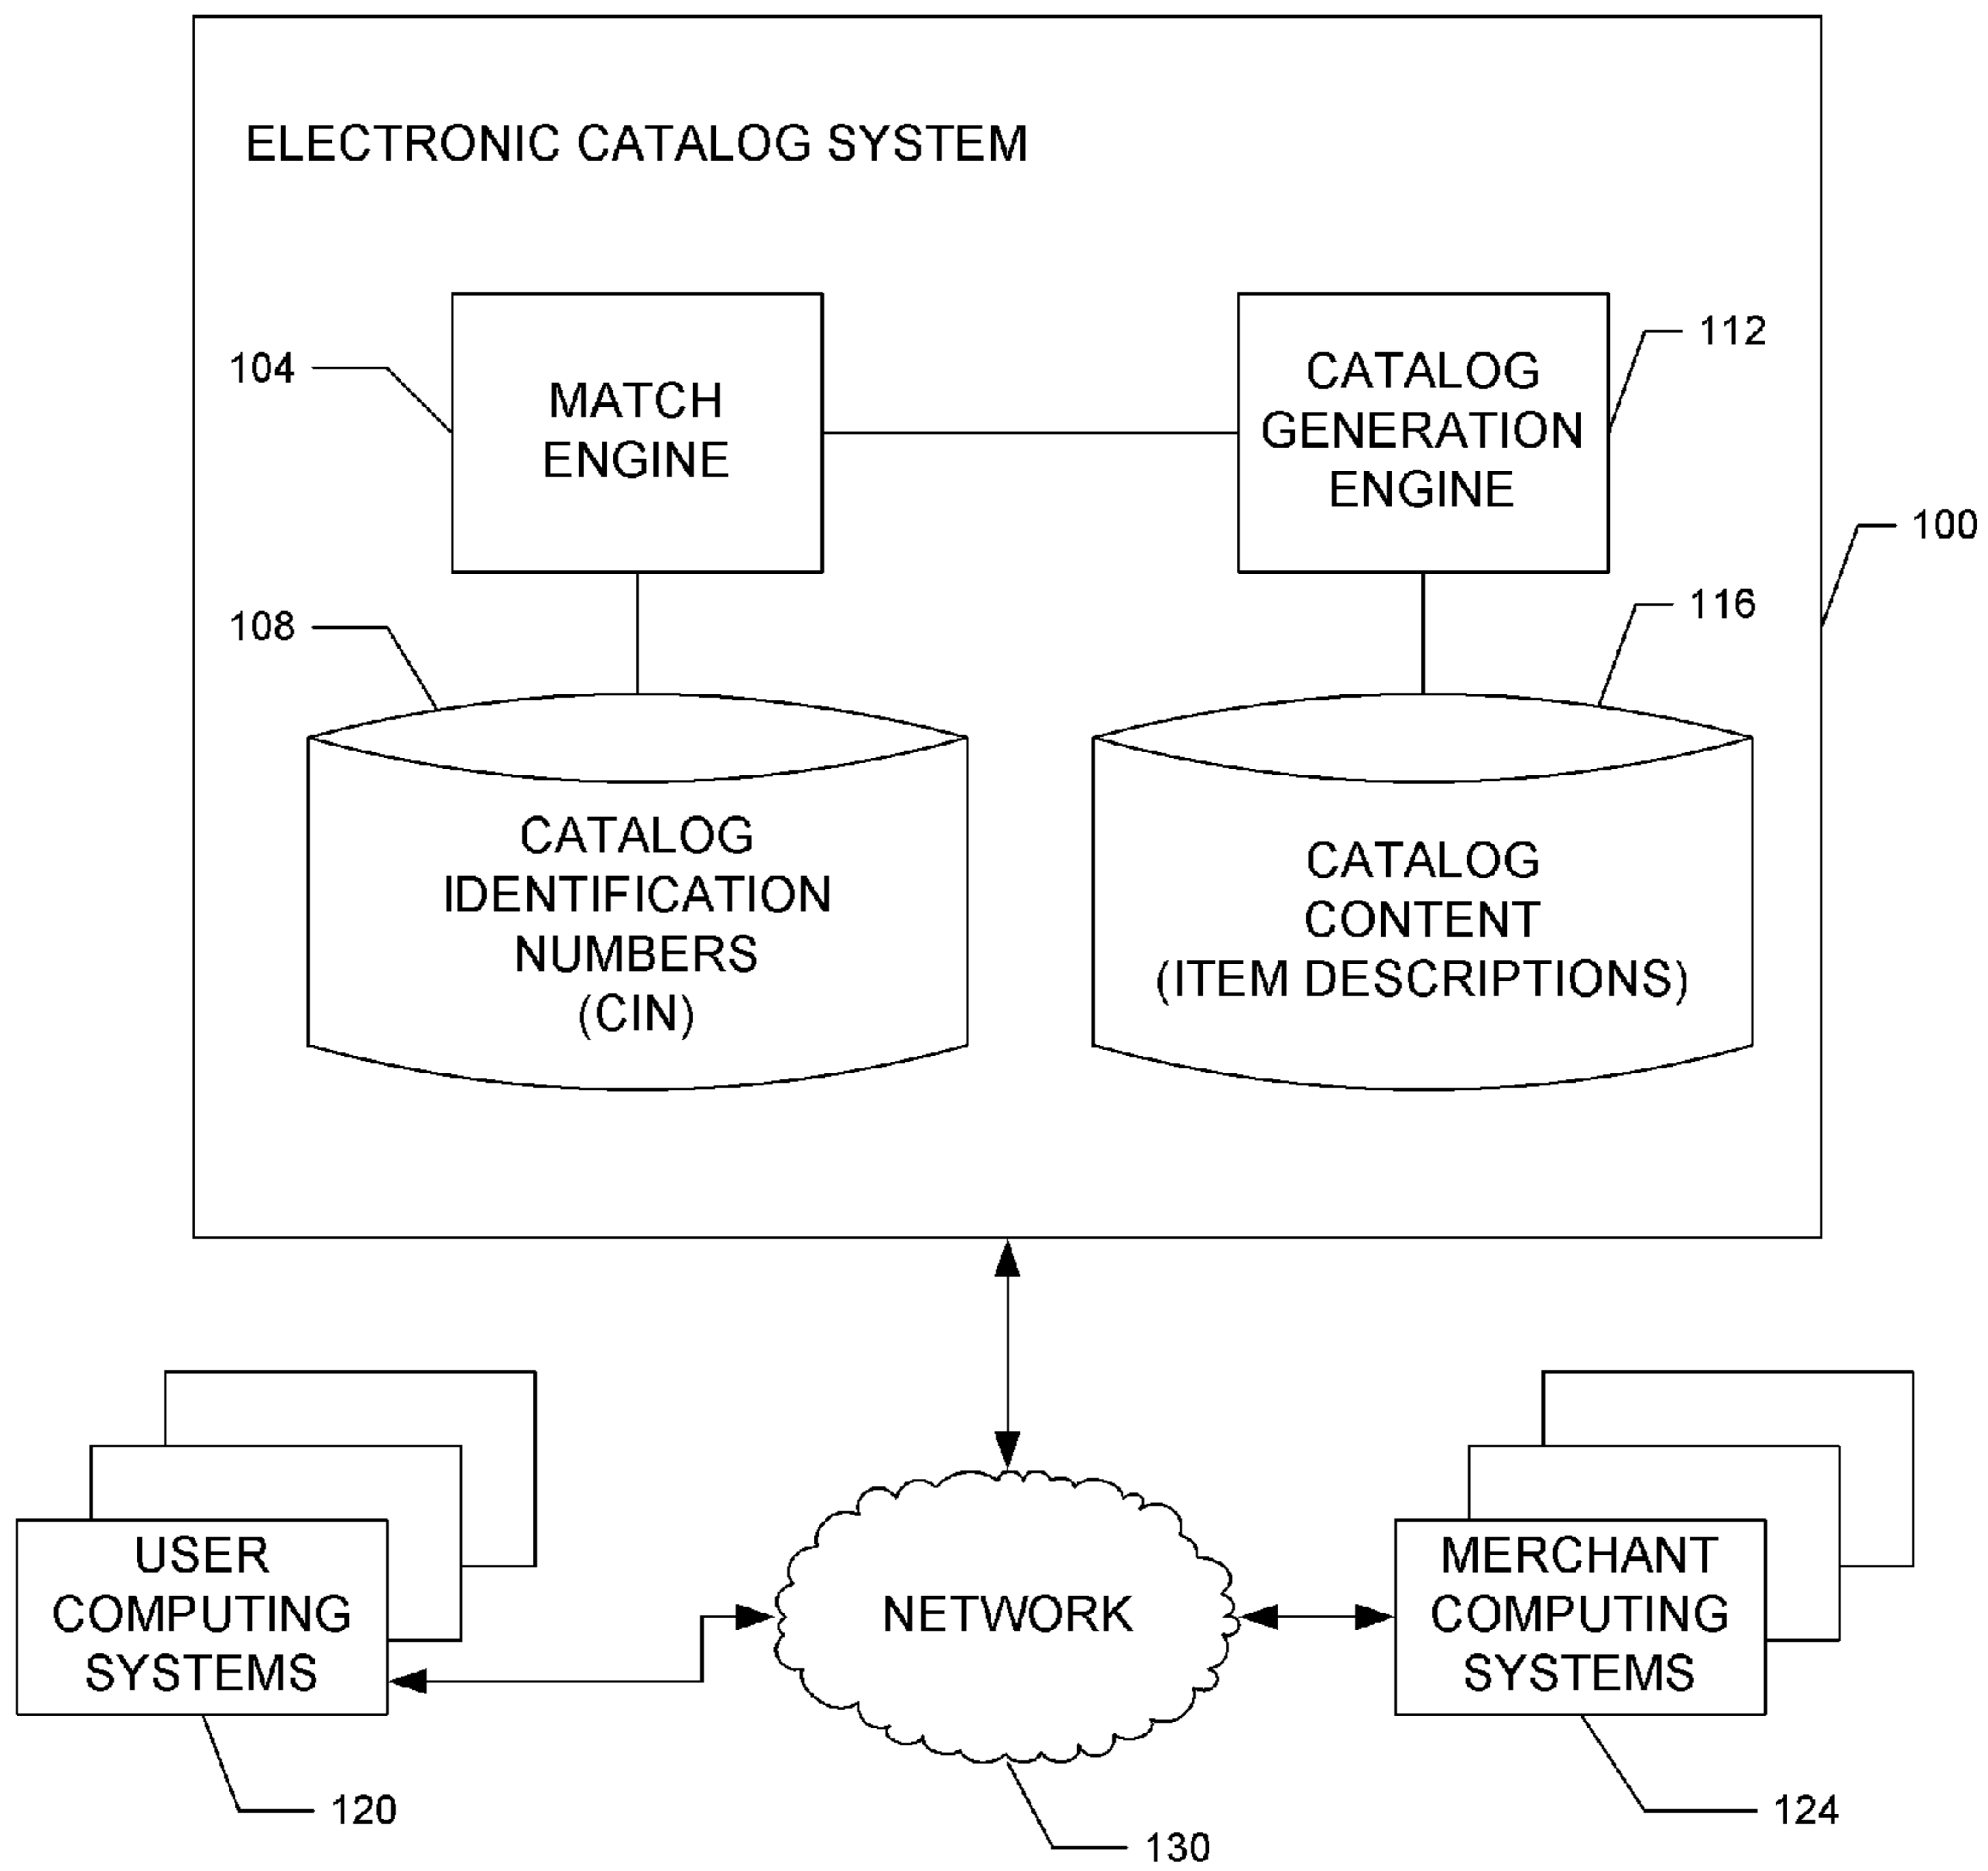 ELECTRONIC CATALOG SYSTEM
104
MATCH
ENGINE
CATALOG
GENERATION
ENGINE
112
100
108
116
CATALOG
IDENTIFICATION
NUMBERS
(CIN)
CATALOG
CONTENT
(ITEM DESCRIPTIONS)
USER
COMPUTING
SYSTEMS
NETWORK
MERCHANT
COMPUTING
SYSTEMS
120
130
124